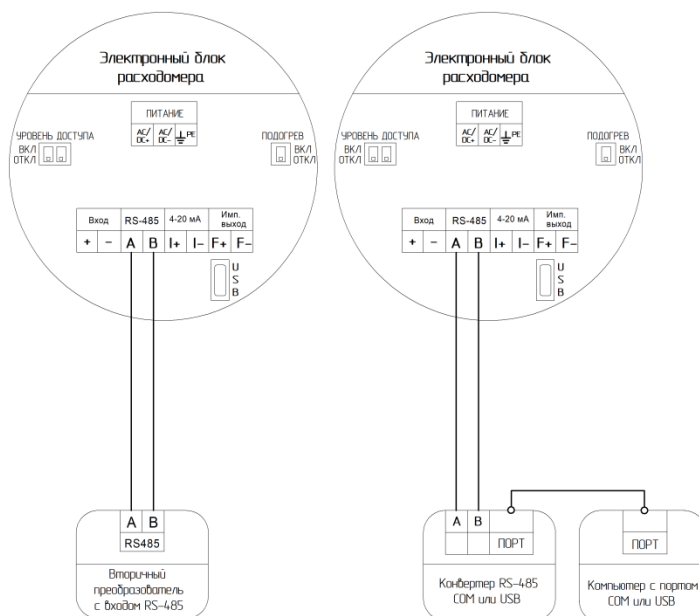 Электронный блок
расходомера
ПИТАНИЕ
AC/
DC+
AC/
DC-
PE
УРОВЕНЬ ДОСТУПА
ВКЛ
ОТКЛ
ПОДОГРЕВ
ВКЛ
ОТКЛ
Вход RS-485 4-20 мА Имп.
выход
+ - A B I+ I- F+ F-
U
S
B
A B
RS485
Вторичный
преобразователь
с входом RS-485
Электронный блок
расходомера
ПИТАНИЕ
AC/
DC+
AC/
DC-
PE
УРОВЕНЬ ДОСТУПА
ВКЛ
ОТКЛ
ПОДОГРЕВ
ВКЛ
ОТКЛ
Вход RS-485 4-20 мА Имп.
выход
+ - A B I+ I- F+ F-
U
S
B
A B
ПОРТ
Конвертер RS-485
COM или USB
ПОРТ
Компьютер с портом
COM или USB